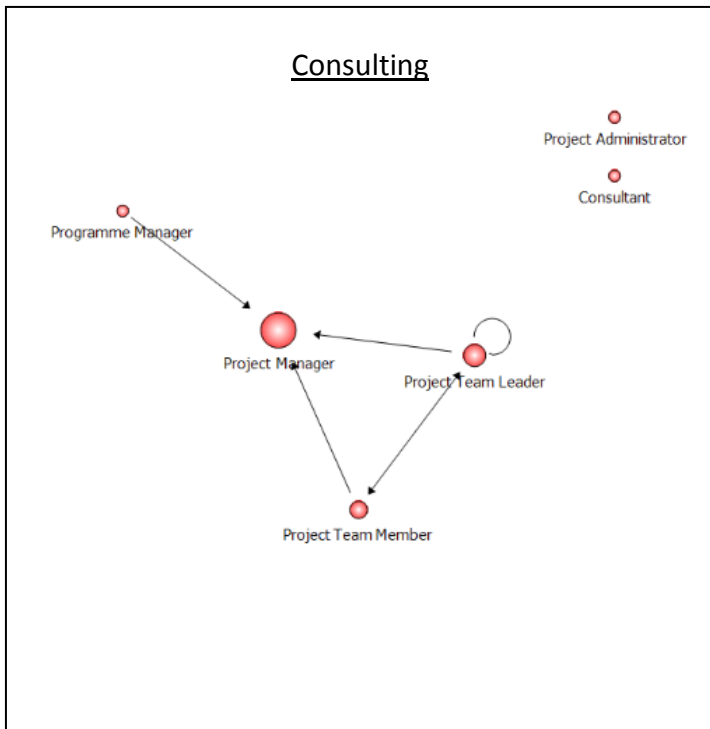 Consulting
Project Administrator
Consultant
Programme Manager
Project Manager
Project Team Leader
Project Team Member